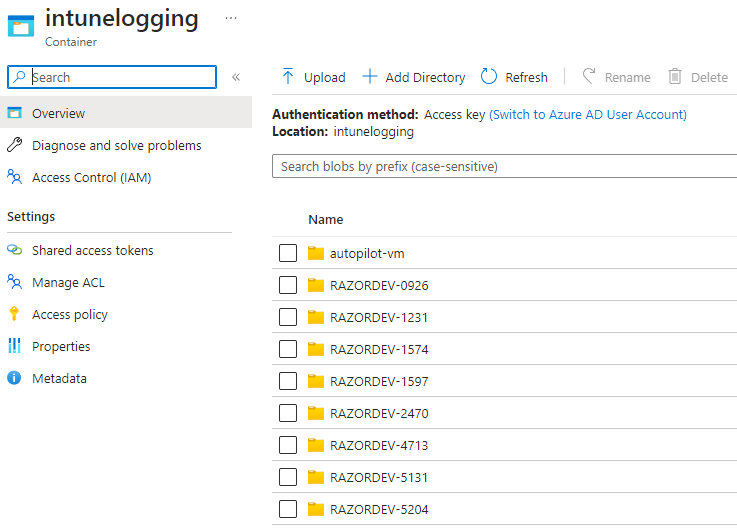 intunelogging ...
Container
Search «
Overview
Diagnose and solve problems
Access Control (IAM)
Settings
Shared access tokens
Manage ACL
Access policy
Properties
Metadata
Upload Add Directory Refresh Rename Delete
Authentication method: Access key (Switch to Azure AD User Account)
Location: intunelogging
Search blobs by prefix (case-sensitive)
Name
autopilot-vm
RAZORDEV-0926
RAZORDEV-1231
RAZORDEV-1574
RAZORDEV-1597
RAZORDEV-2470
RAZORDEV-4713
RAZORDEV-5131
RAZORDEV-5204